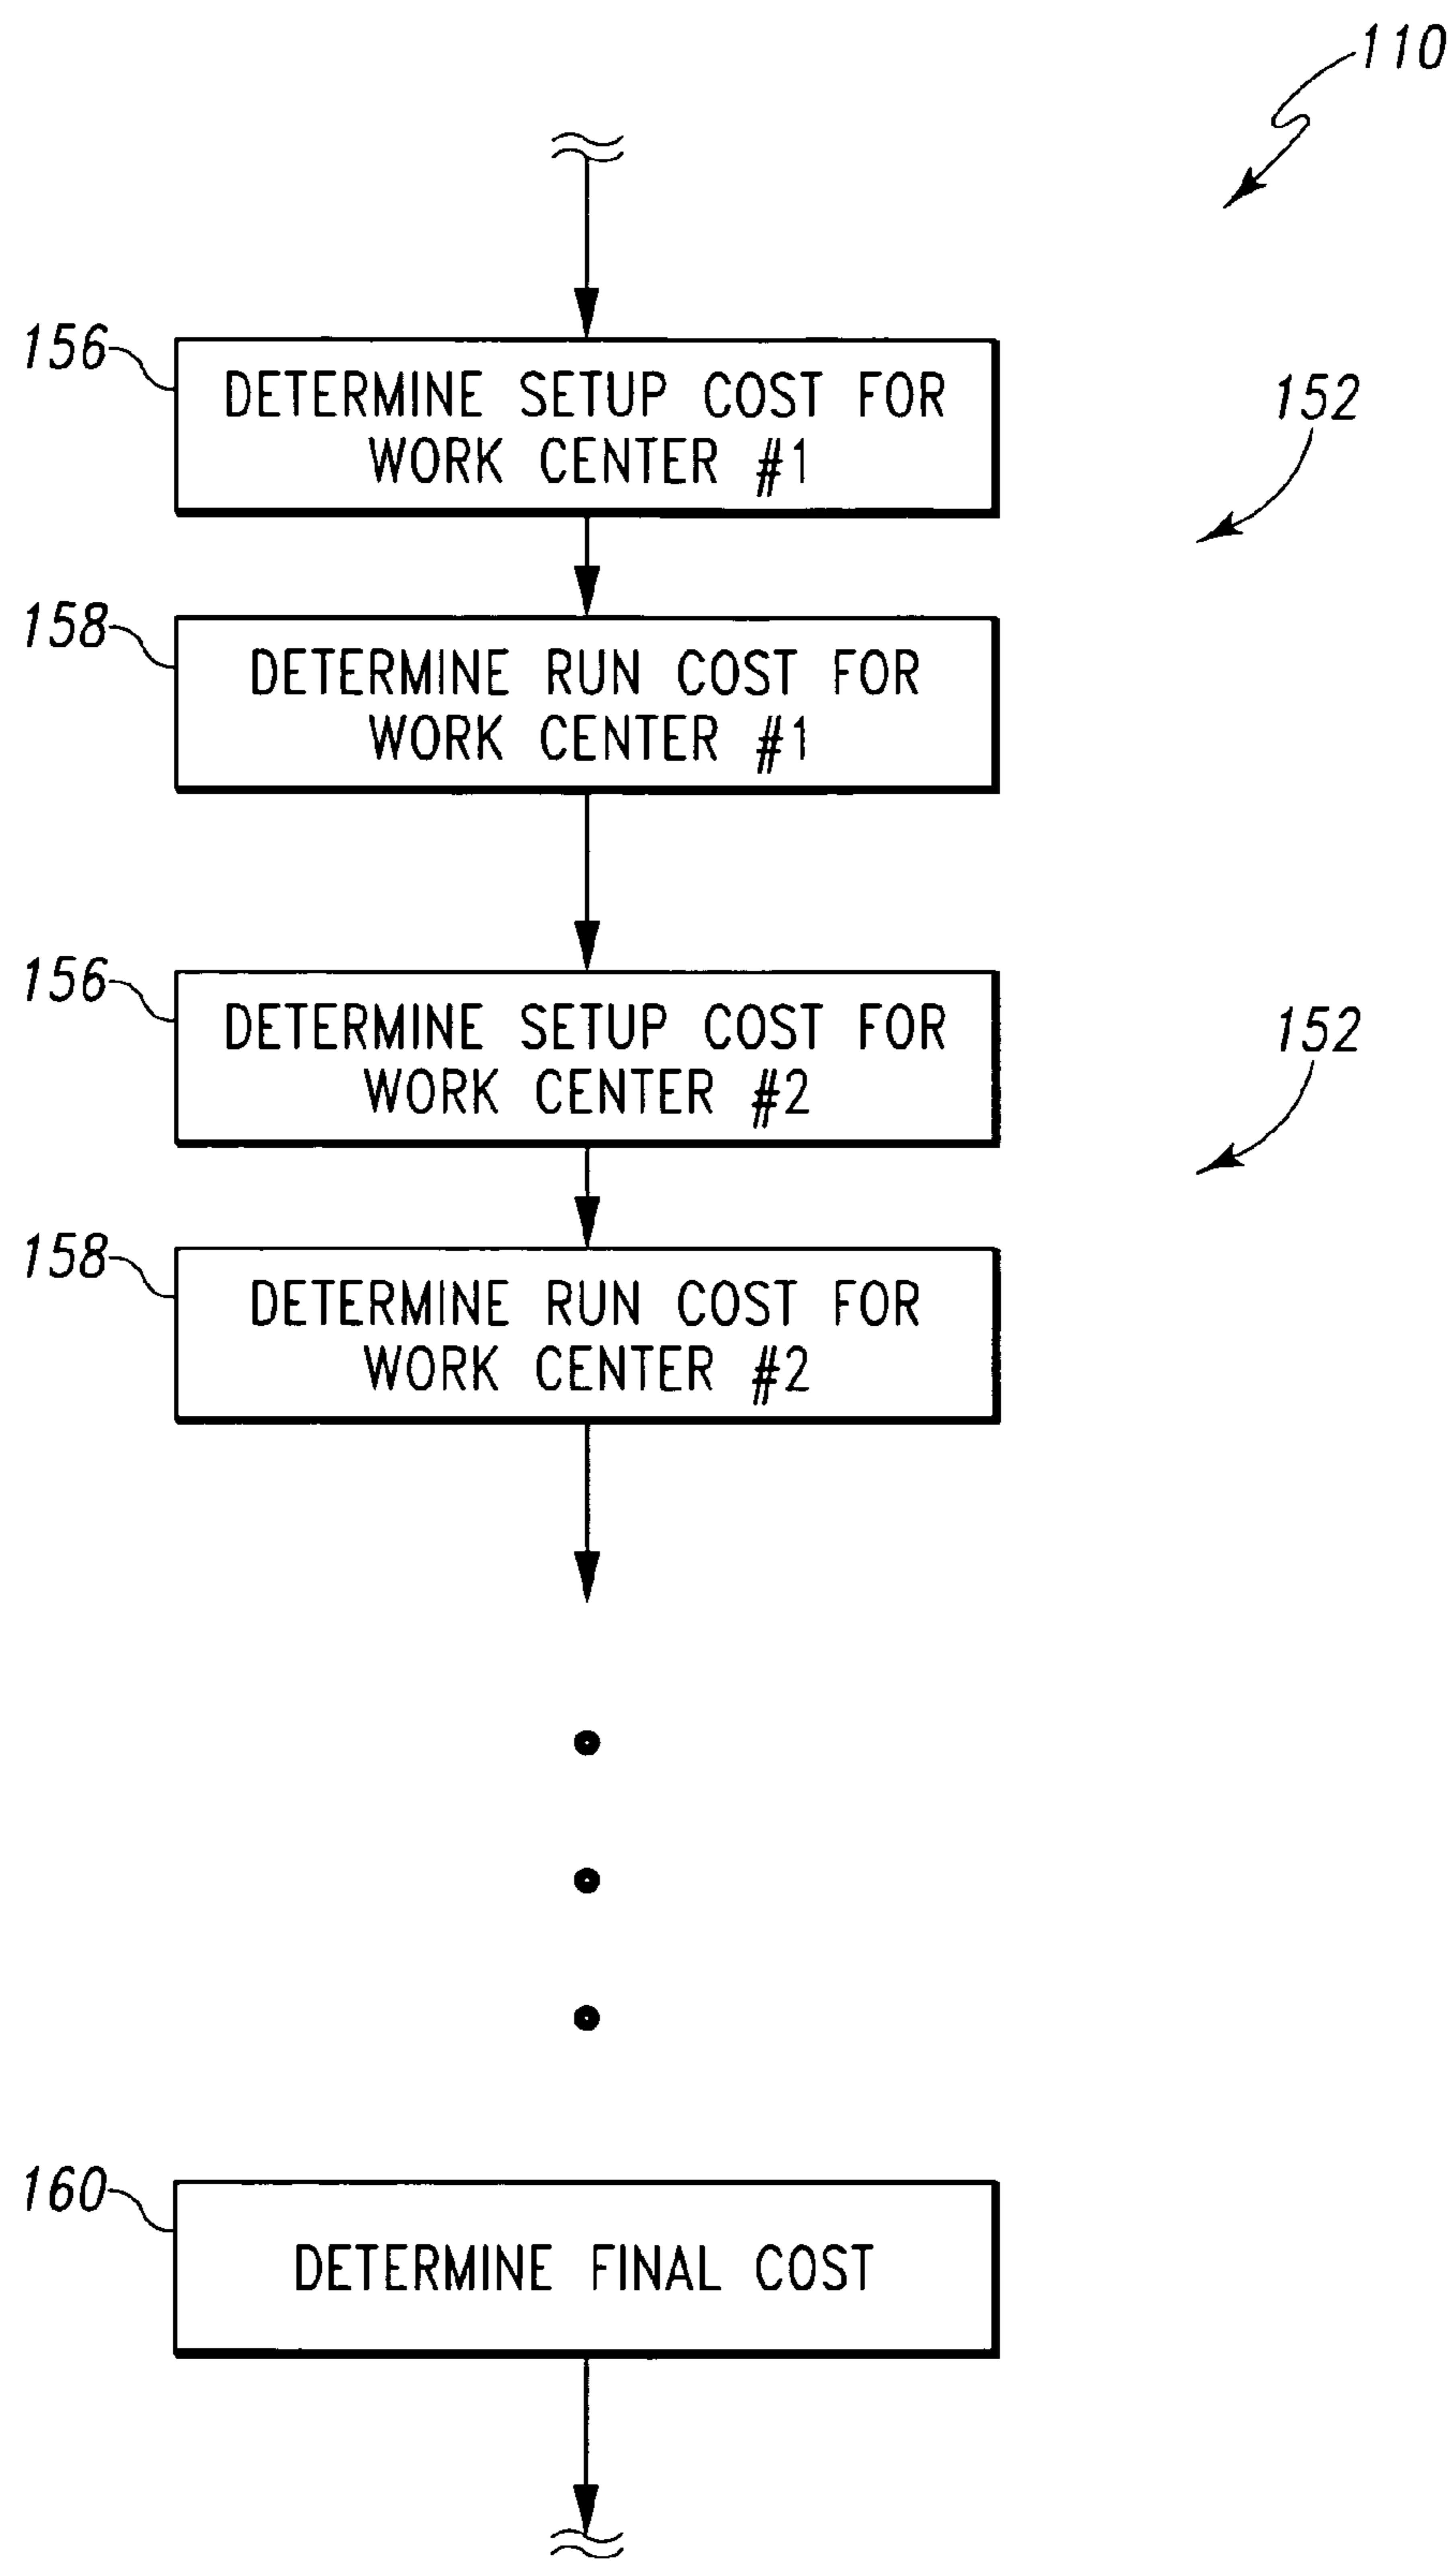 110
156
DETERMINE SETUP COST FOR
WORK CENTER #1
152
158
DETERMINE RUN COST FOR
WORK CENTER #1
156
DETERMINE SETUP COST FOR
WORK CENTER #2
152
158
DETERMINE RUN COST FOR
WORK CENTER #2
160
DETERMINE FINAL COST